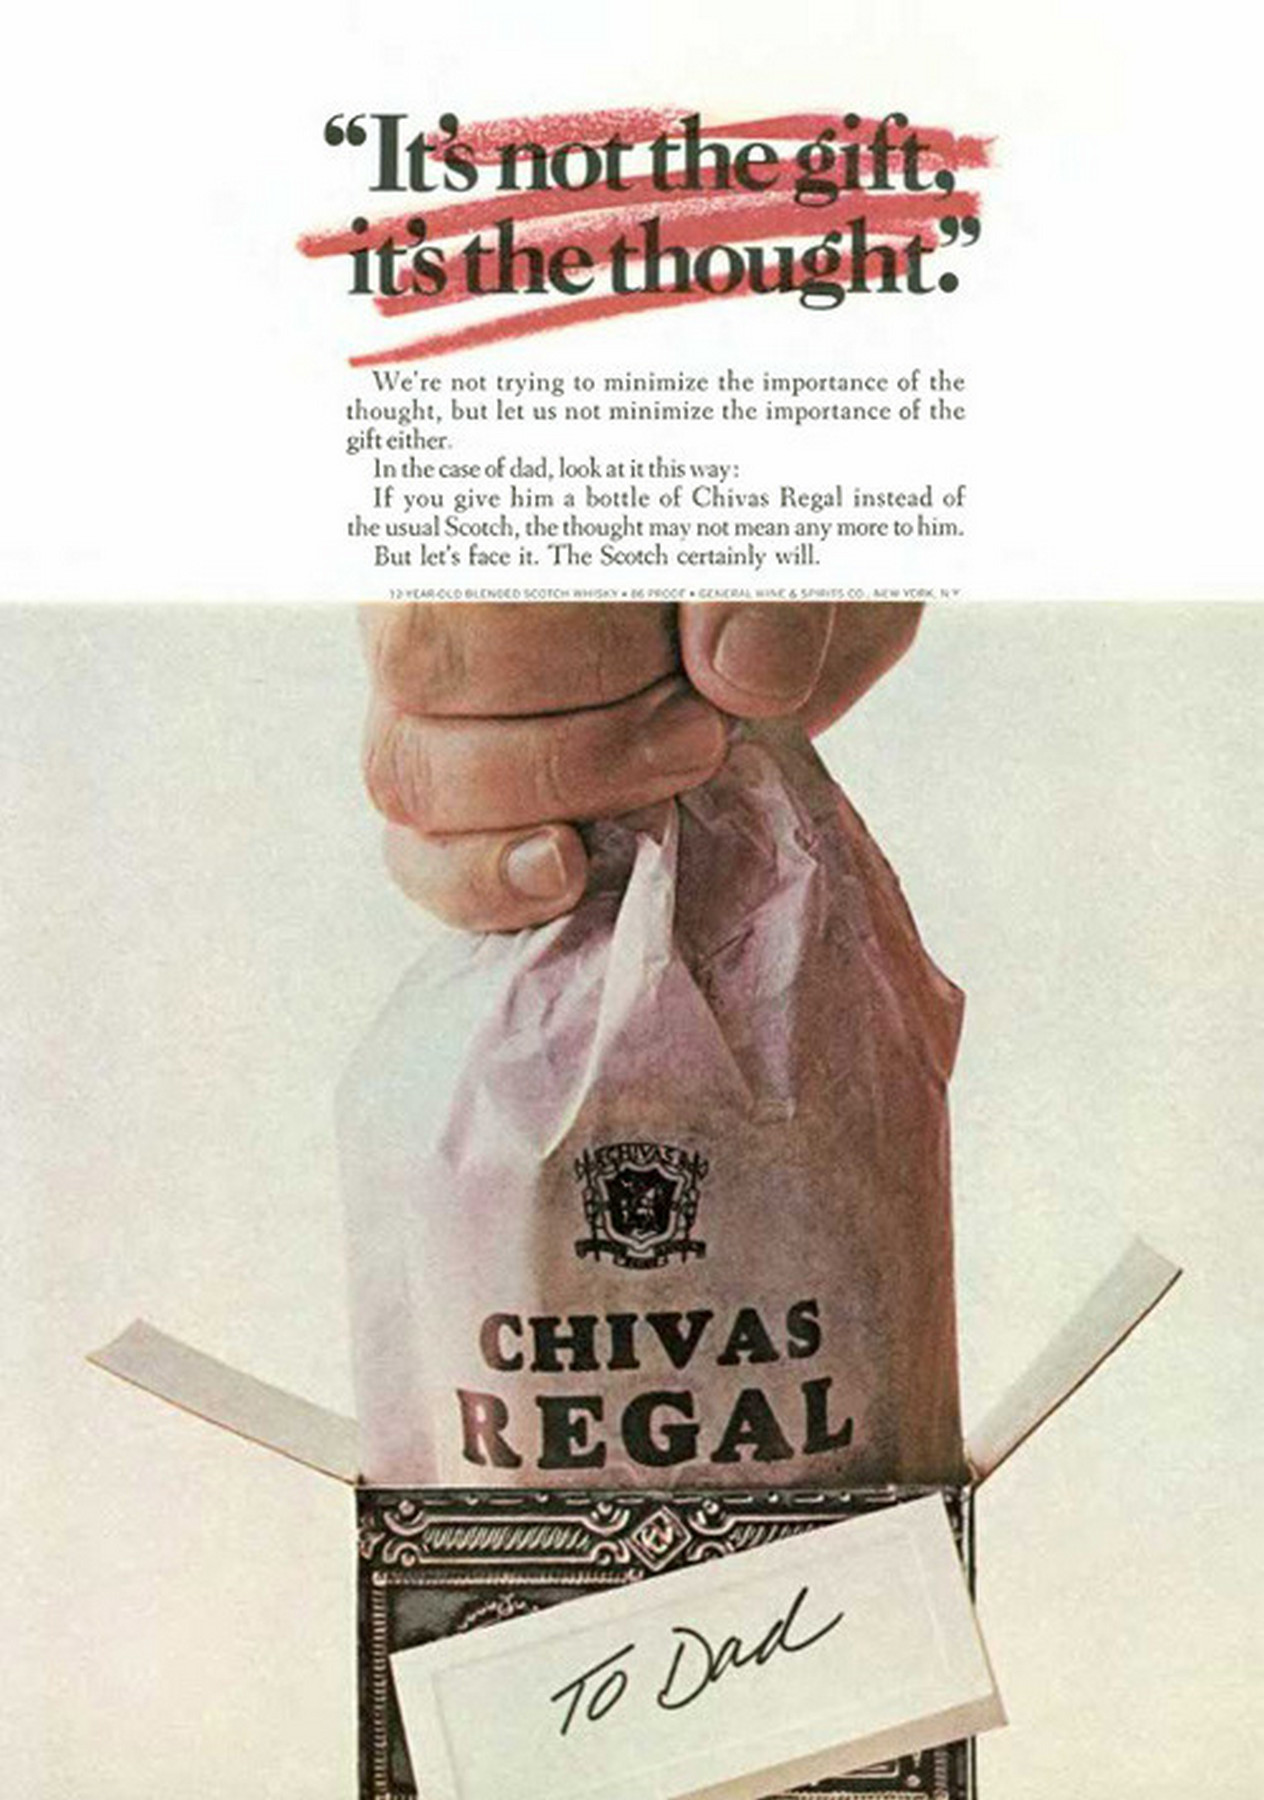 “It’s not the gift,
it’s the thought.”
We're not trying to minimize the importance of the
thought, but let us not minimize the importance of the
gift either.
In the case of dad, look at it this way:
If you give him a bottle of Chivas Regal instead of
the usual Scotch, the thought may not mean any more to him.
But let's face it. The Scotch certainly will.
12-YEAR-OLD BLENDED SCOTCH WHISKY • 86 PROOF • GENERAL WINE & SPIRITS CO., NEW YORK, N.Y.
CHIVAS
CHIVAS
REGAL
To Dad